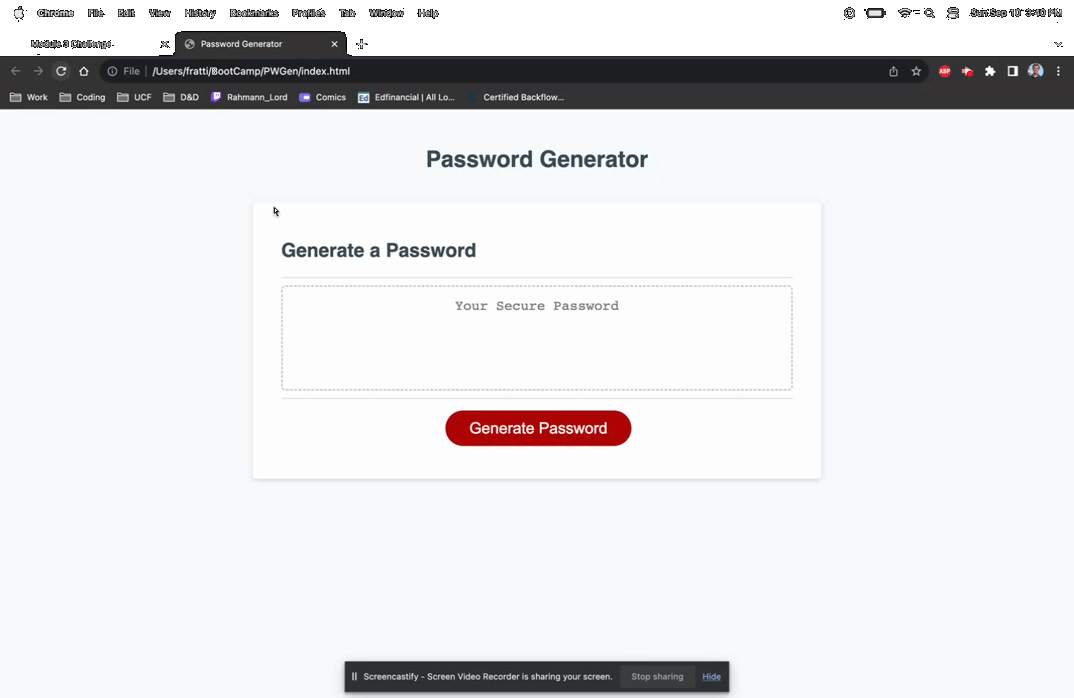 Chrome File Edit View History Bookmarks Profiles Tab Window Help Sun Sep 10 3:40 PM
Module 3 Challenge Password Generator
File /Users/fratti/BootCamp/PWGen/index.html ABP
Work Coding UCF D&D Rahmann_Lord Comics Ed Edfinancial | All Lo... Certified Backflow...
Password Generator
Generate a Password
Your Secure Password
Generate Password
Screencastify - Screen Video Recorder is sharing your screen. Stop sharing Hide